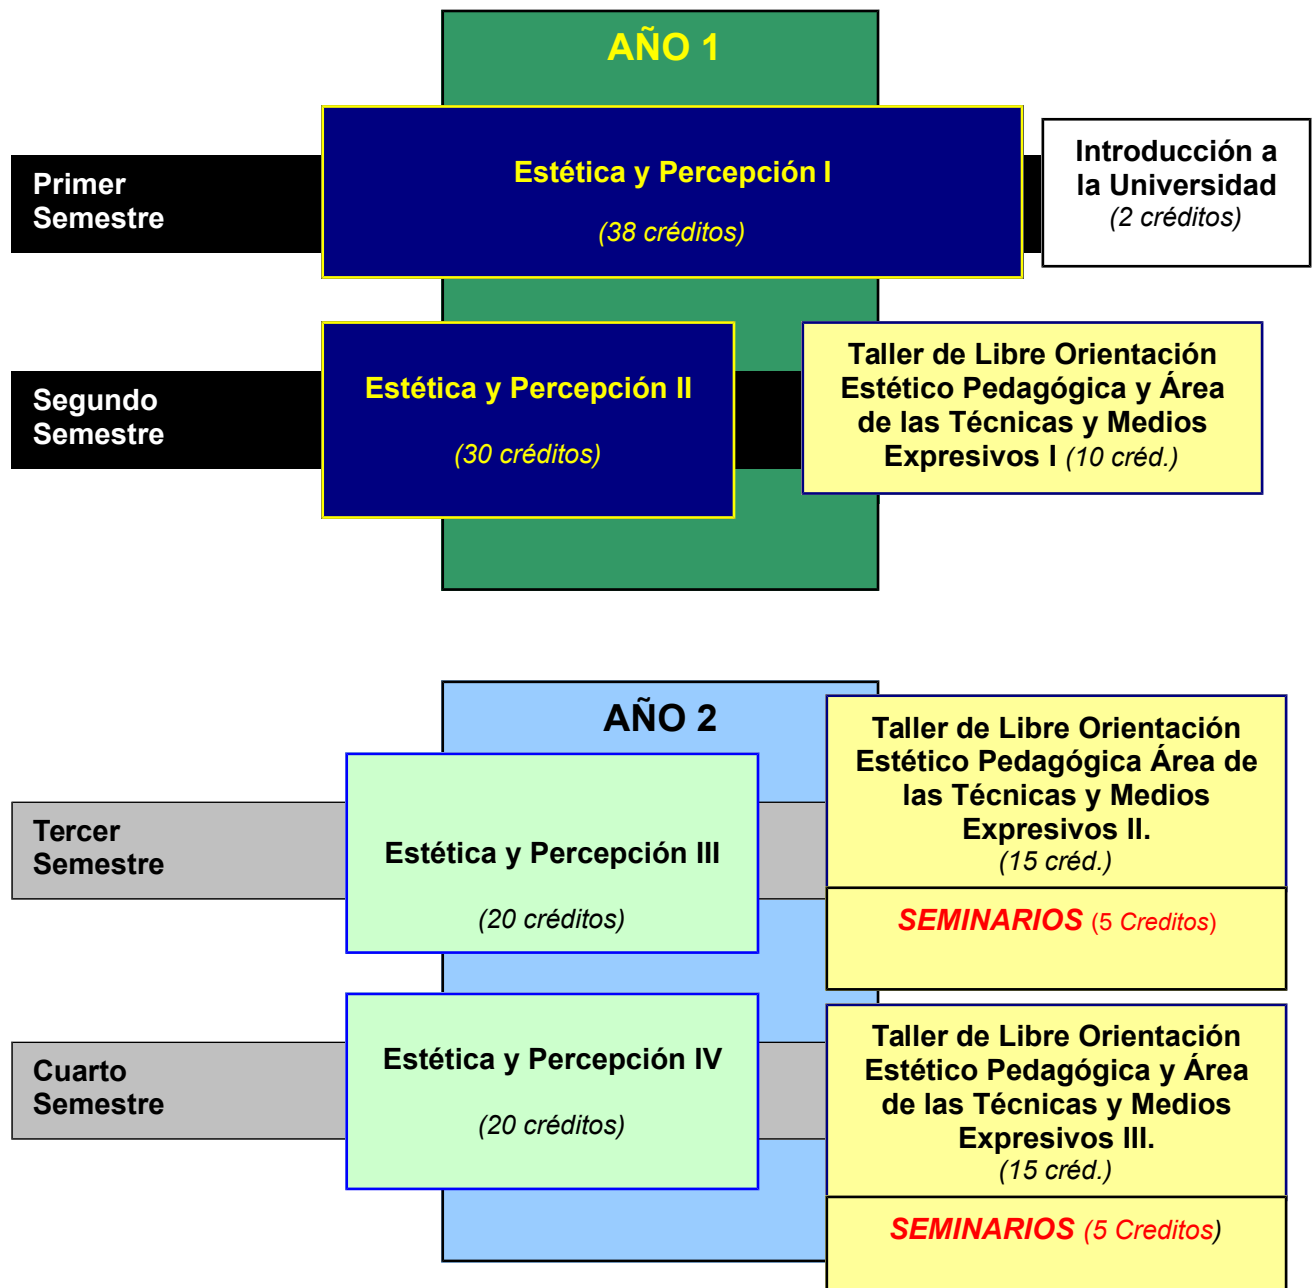 AÑO 1
Primer
Semestre
Estética y Percepción I
(38 créditos)
Introducción a
la Universidad
(2 créditos)
Segundo
Semestre
Estética y Percepción II
(30 créditos)
Taller de Libre Orientación
Estético Pedagógica y Área
de las Técnicas y Medios
Expresivos I (10 créd.)
AÑO 2
Tercer
Semestre
Estética y Percepción III
(20 créditos)
Taller de Libre Orientación
Estético Pedagógica Área de
las Técnicas y Medios
Expresivos II.
(15 créd.)
SEMINARIOS (5 Creditos)
Cuarto
Semestre
Estética y Percepción IV
(20 créditos)
Taller de Libre Orientación
Estético Pedagógica y Área
de las Técnicas y Medios
Expresivos III.
(15 créd.)
SEMINARIOS (5 Creditos)